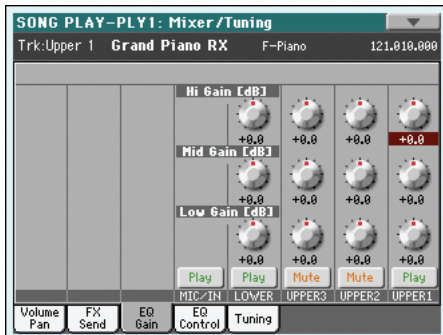 SONG PLAY-PLY1: Mixer/Tuning
Trk:Upper 1 Grand Piano RX F-Piano 121.010.000
Hi Gain [dB]
+0.0 +0.0 +0.0 +0.0
Mid Gain [dB]
+0.0 +0.0 +0.0 +0.0
Low Gain [dB]
+0.0 +0.0 +0.0 +0.0
Play Play Mute Mute Play
MIC/IN LOWER UPPER3 UPPER2 UPPER1
Volume Pan FX Send EQ Gain EQ Control Tuning